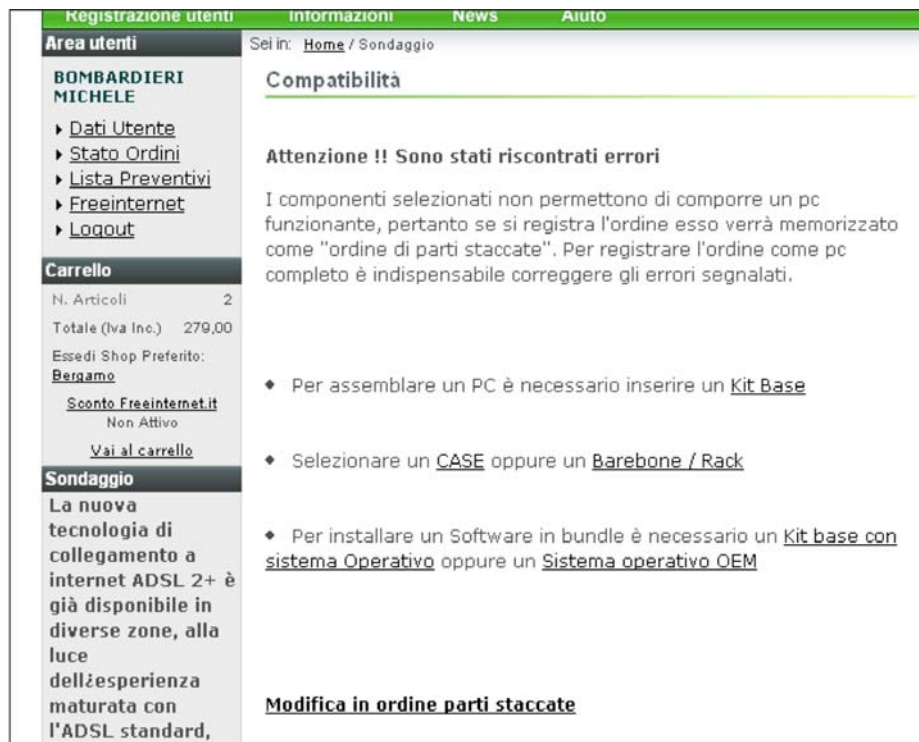 Registrazione utenti Informazioni News Aiuto
Area utenti
BOMBARDIERI
MICHELE
Dati Utente
Stato Ordini
Lista Preventivi
Freeinternet
Logout
Carrello
N. Articoli 2
Totale (Iva Inc.) 279,00
Essedi Shop Preferito:
Bergamo
Sconto Freeinternet.it
Non Attivo
Vai al carrello
Sondaggio
La nuova
tecnologia di
collegamento a
internet ADSL 2+ è
già disponibile in
diverse zone, alla
luce
dell¿esperienza
maturata con
l'ADSL standard,
Sei in: Home / Sondaggio
Compatibilità
Attenzione !! Sono stati riscontrati errori
I componenti selezionati non permettono di comporre un pc
funzionante, pertanto se si registra l'ordine esso verrà memorizzato
come "ordine di parti staccate". Per registrare l'ordine come pc
completo è indispensabile correggere gli errori segnalati.
Per assemblare un PC è necessario inserire un Kit Base
Selezionare un CASE oppure un Barebone / Rack
Per installare un Software in bundle è necessario un Kit base con
sistema Operativo oppure un Sistema operativo OEM
Modifica in ordine parti staccate